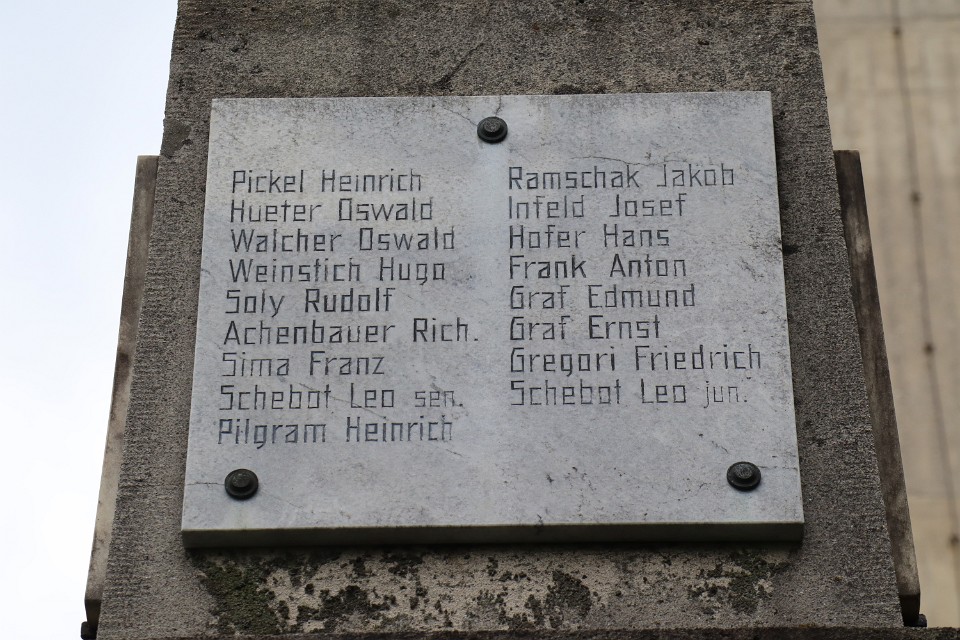 Pickel Heinrich
Hueter Oswald
Walcher Oswald
Weinstich Hugo
Soly Rudolf
Achenbauer Rich.
Sima Franz
Schebot Leo sen.
Pilgram Heinrich
Ramschak Jakob
Infeld Josef
Hofer Hans
Frank Anton
Graf Edmund
Graf Ernst
Gregori Friedrich
Schebot Leo jun.